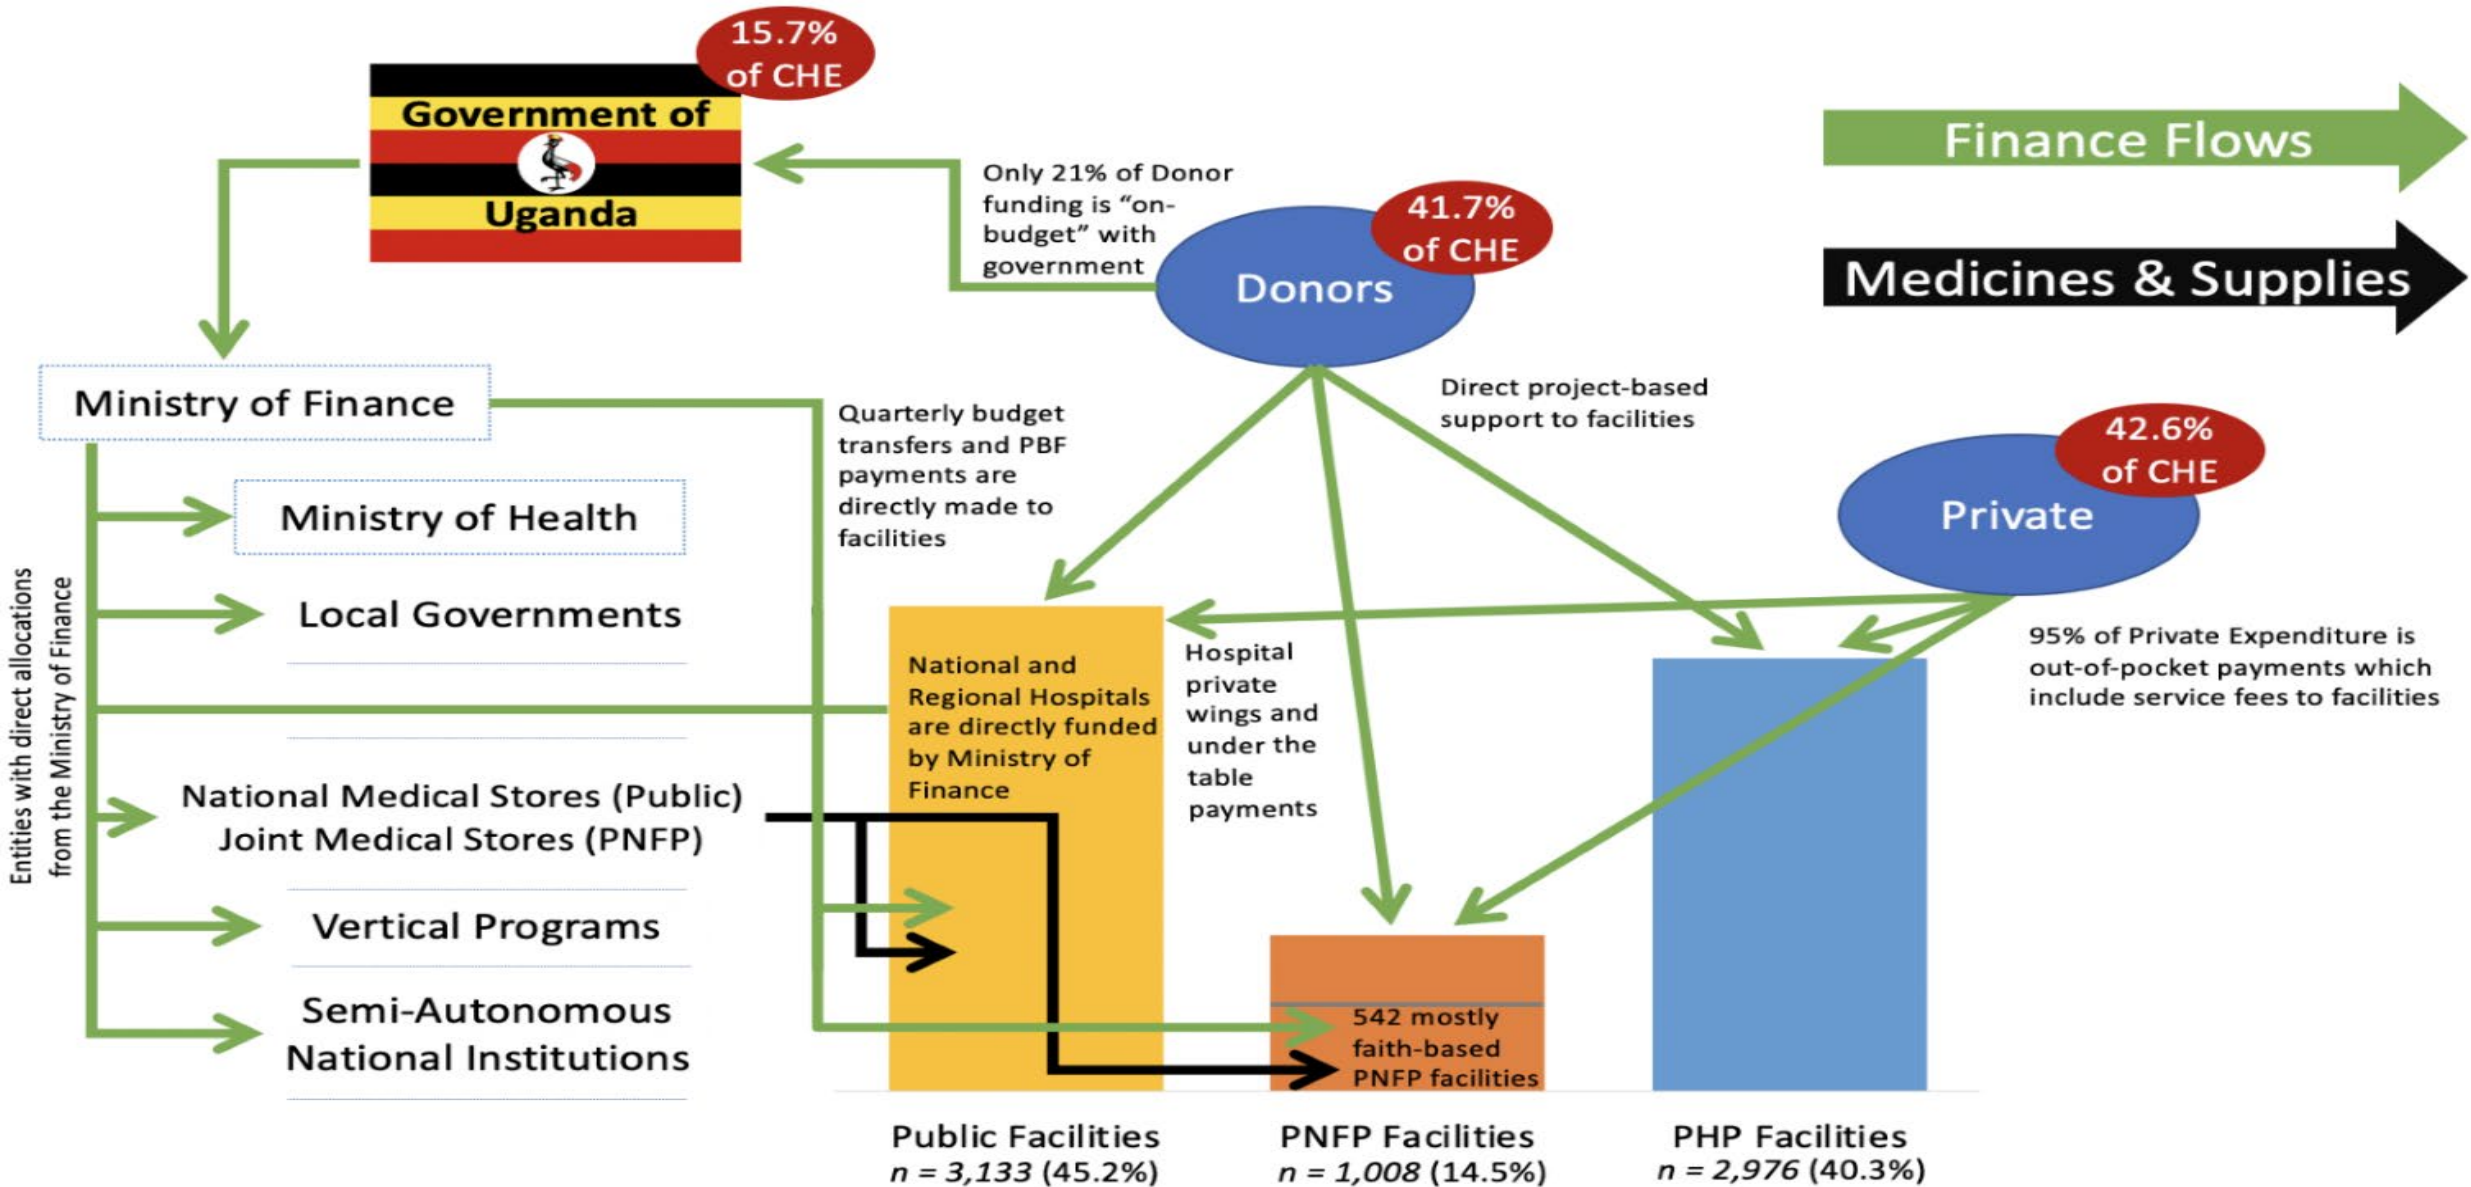 15.7%
of CHE
Government of
Uganda
Only 21% of Donor
funding is “on-
budget” with
government
41.7%
of CHE
Donors
Finance Flows
Medicines & Supplies
Ministry of Finance
Quarterly budget
transfers and PBF
payments are
directly made to
facilities
Direct project-based
support to facilities
42.6%
of CHE
Private
Entities with direct allocations
from the Ministry of Finance
Ministry of Health
Local Governments
National Medical Stores (Public)
Joint Medical Stores (PNFP)
Vertical Programs
Semi-Autonomous
National Institutions
National and
Regional Hospitals
are directly funded
by Ministry of
Finance
Hospital
private
wings and
under the
table
payments
95% of Private Expenditure is
out-of-pocket payments which
include service fees to facilities
542 mostly
faith-based
PNFP facilities
Public Facilities
n = 3,133 (45.2%)
PNFP Facilities
n = 1,008 (14.5%)
PHP Facilities
n = 2,976 (40.3%)